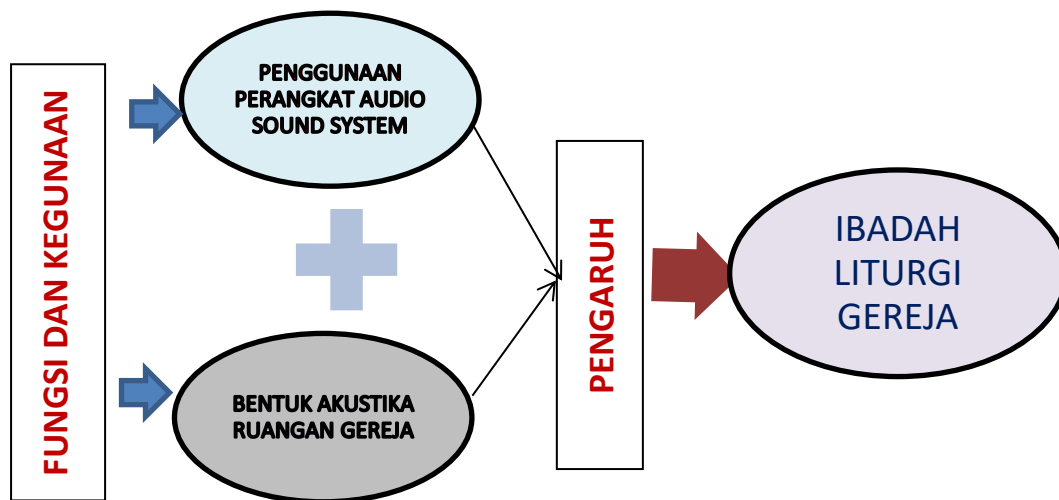 FUNGSI DAN KEGUNAAN
PENGGUNAAN
PERANGKAT AUDIO
SOUND SYSTEM
BENTUK AKUSTIKA
RUANGAN GEREJA
PENGARUH
IBADAH
LITURGI
GEREJA